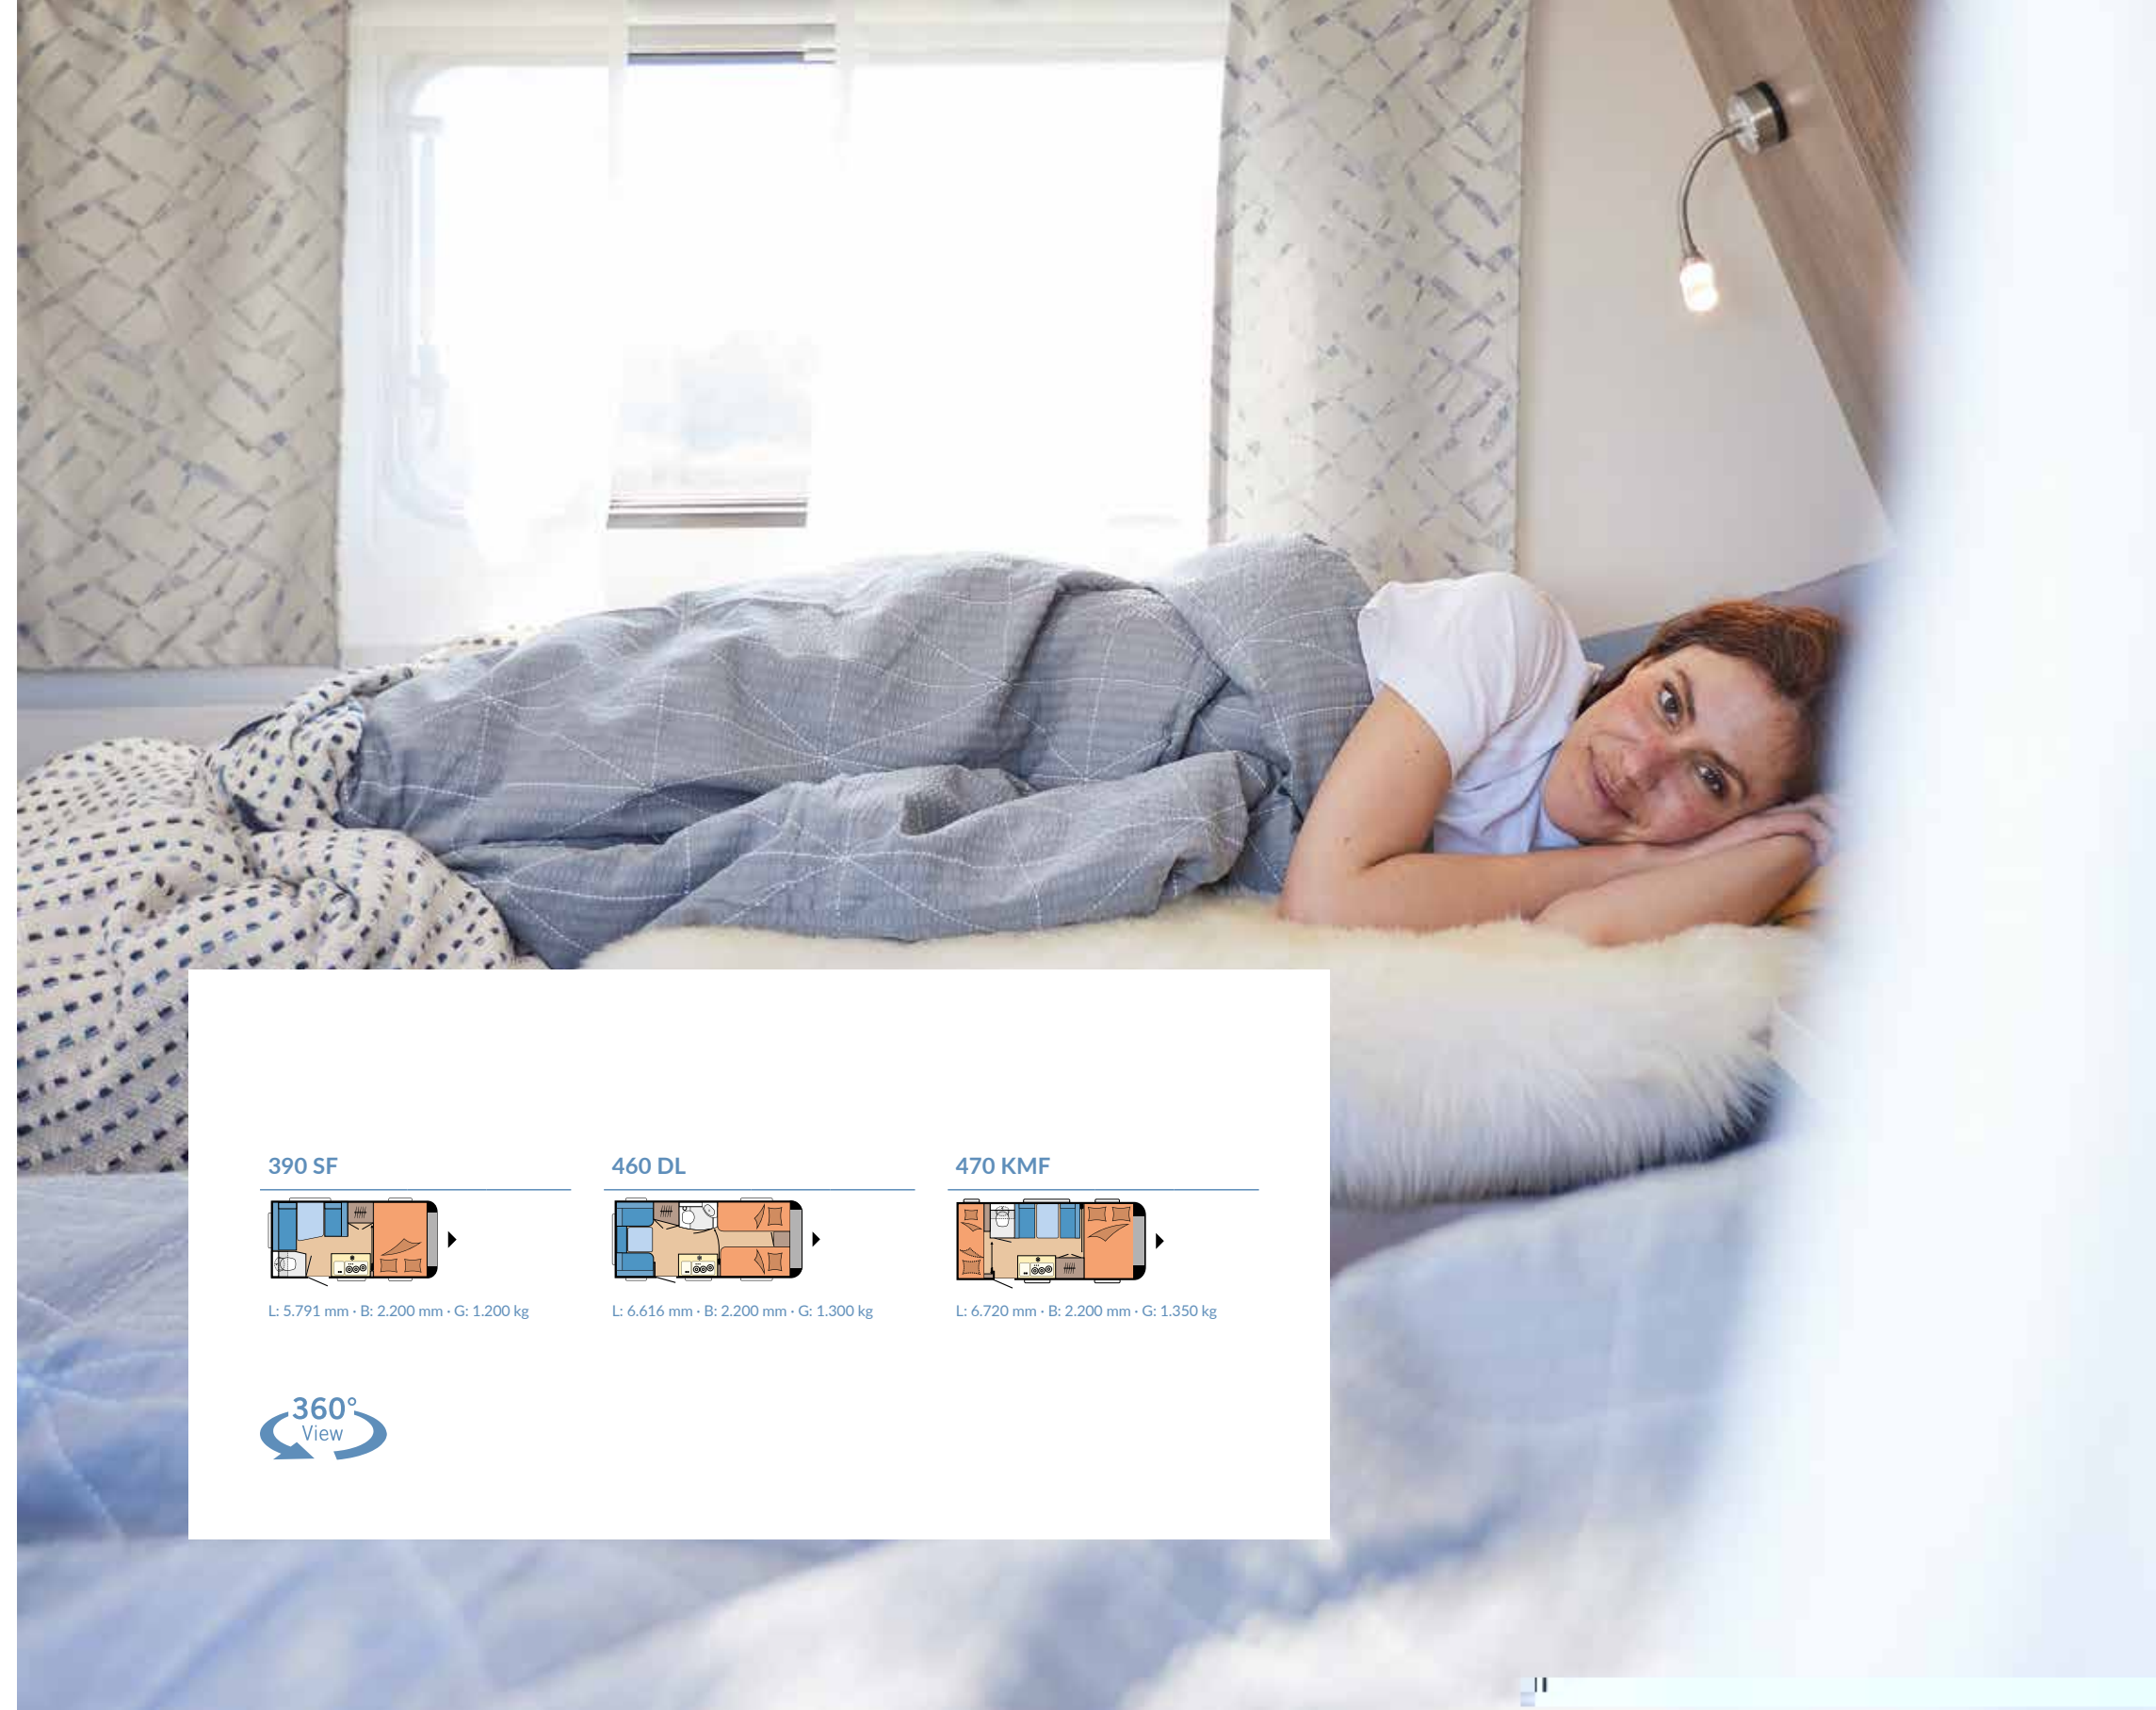 390 SF
460 DL
470 KMF
L: 5.791 mm · B: 2.200 mm · G: 1.200 kg
L: 6.616 mm · B: 2.200 mm · G: 1.300 kg
L: 6.720 mm · B: 2.200 mm · G: 1.350 kg
360°
View